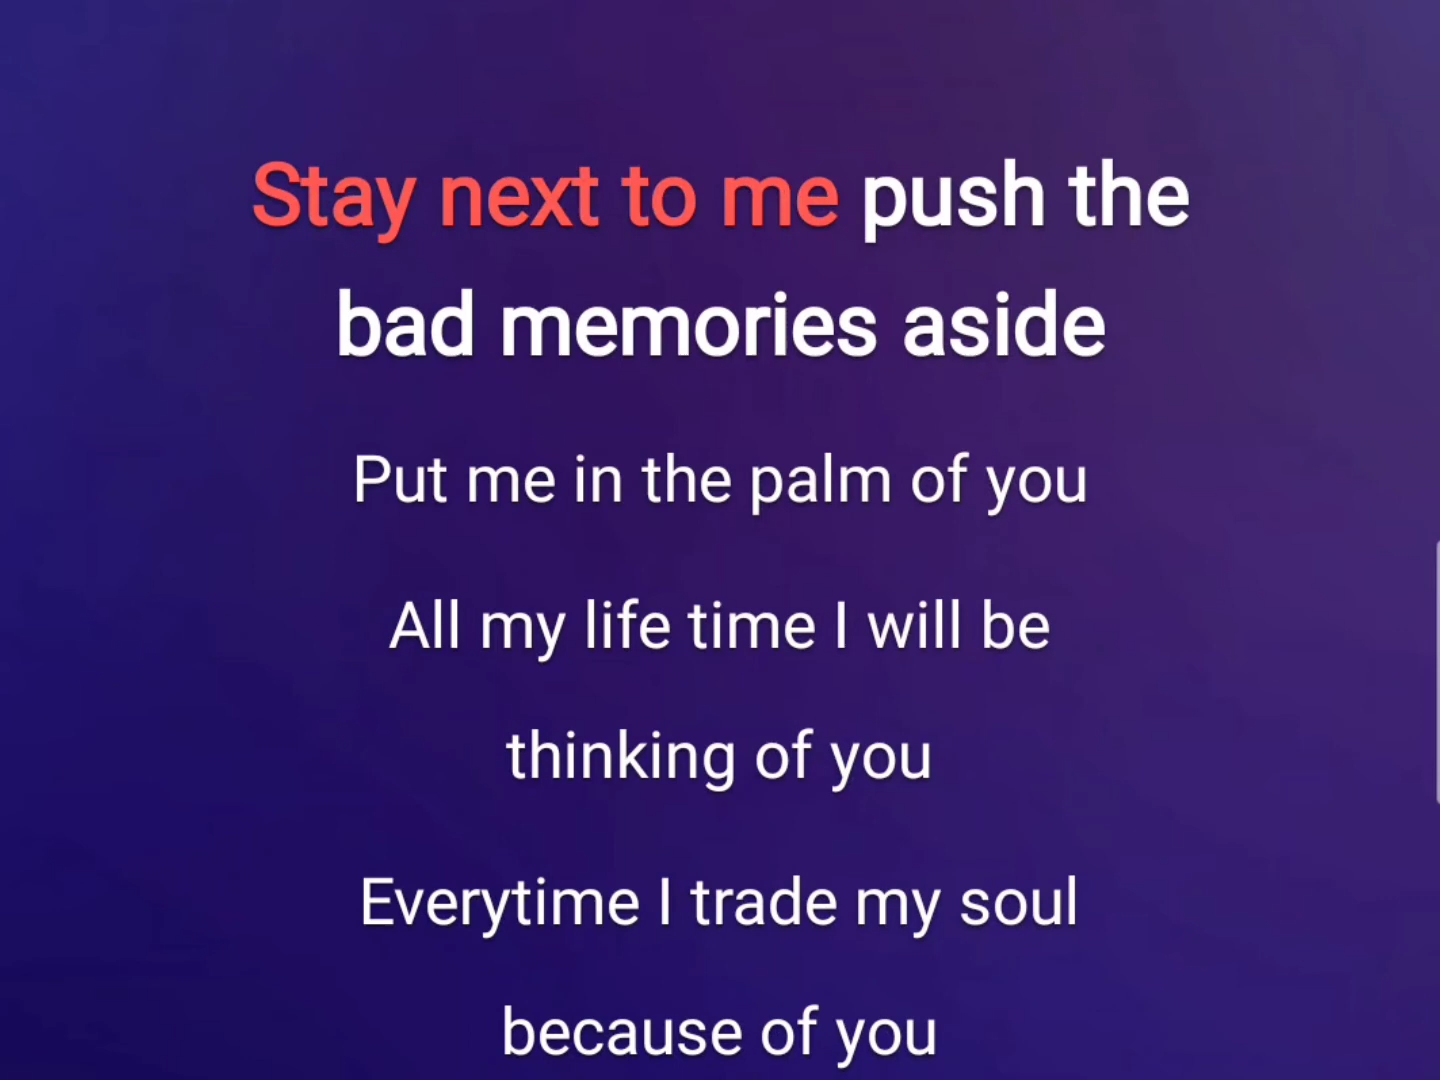 Stay next to me push the
bad memories aside
Put me in the palm of you
All my life time I will be
thinking of you
Everytime I trade my soul
because of you